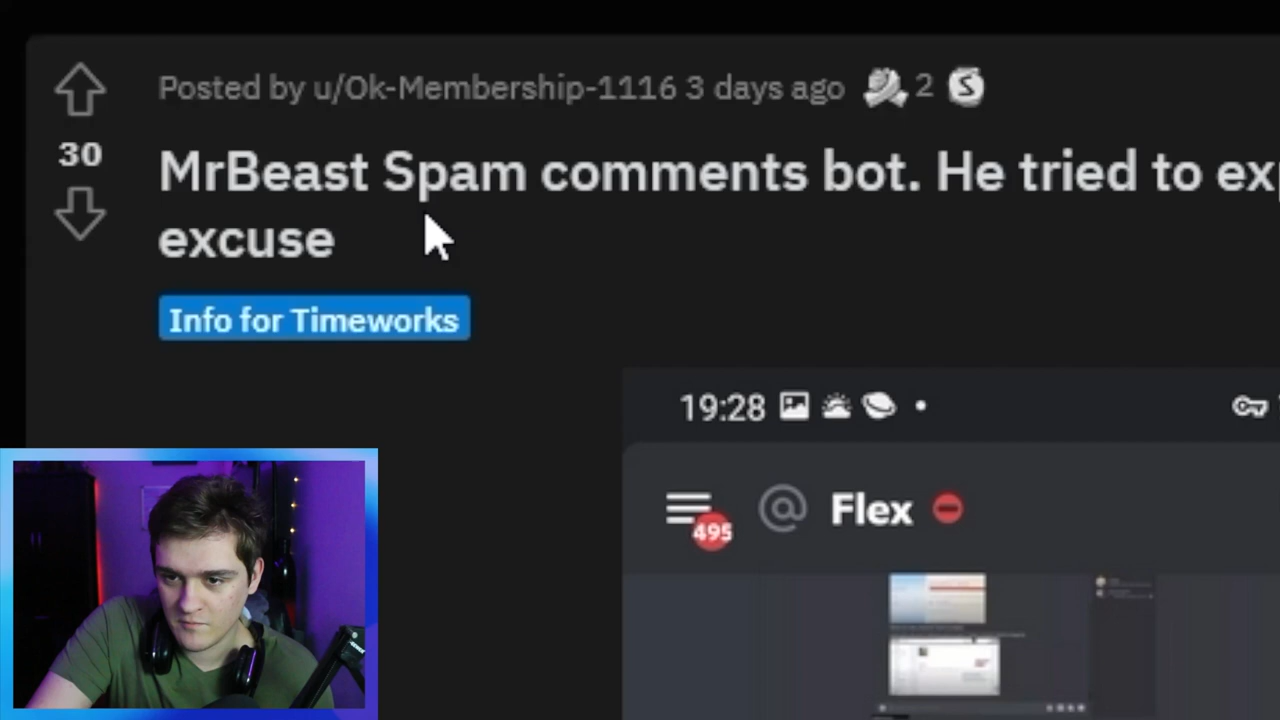 Posted by u/Ok-Membership-1116 3 days ago 2
30
MrBeast Spam comments bot. He tried to
excuse
Info for Timeworks
19:28
495
@ Flex